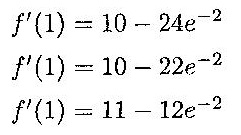 f′(1) = 10 − 24e⁻²
f′(1) = 10 − 22e⁻²
f′(1) = 11 − 12e⁻²